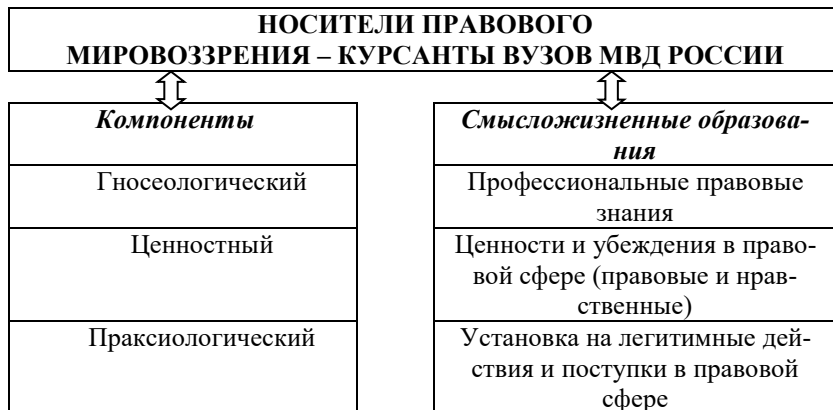 НОСИТЕЛИ ПРАВОВОГО
МИРОВОЗЗРЕНИЯ – КУРСАНТЫ ВУЗОВ МВД РОССИИ
Компоненты
Смысложизненные образова-
ния
Гносеологический
Профессиональные правовые
знания
Ценностный
Ценности и убеждения в право-
вой сфере (правовые и нрав-
ственные)
Праксиологический
Установка на легитимные дей-
ствия и поступки в правовой
сфере